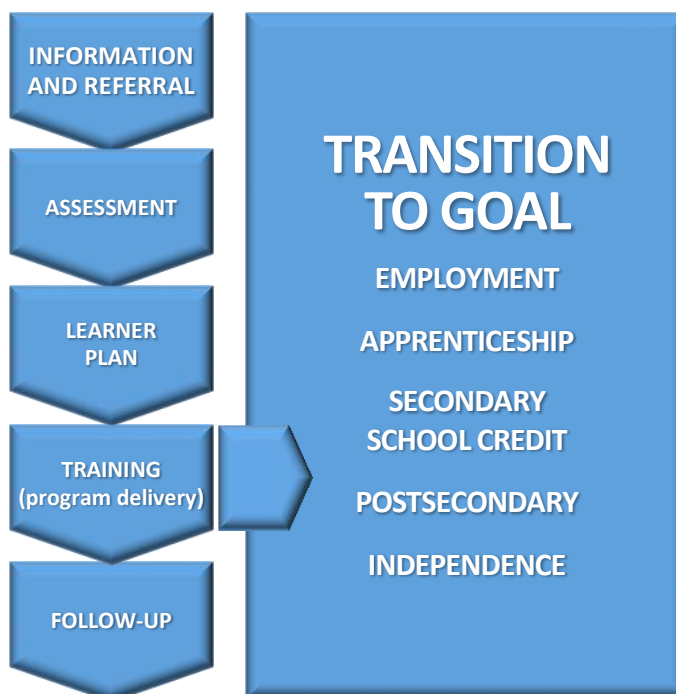 INFORMATION
AND REFERRAL
ASSESSMENT
LEARNER
PLAN
TRAINING
(program delivery)
FOLLOW-UP
TRANSITION
TO GOAL
EMPLOYMENT
APPRENTICESHIP
SECONDARY
SCHOOL CREDIT
POSTSECONDARY
INDEPENDENCE